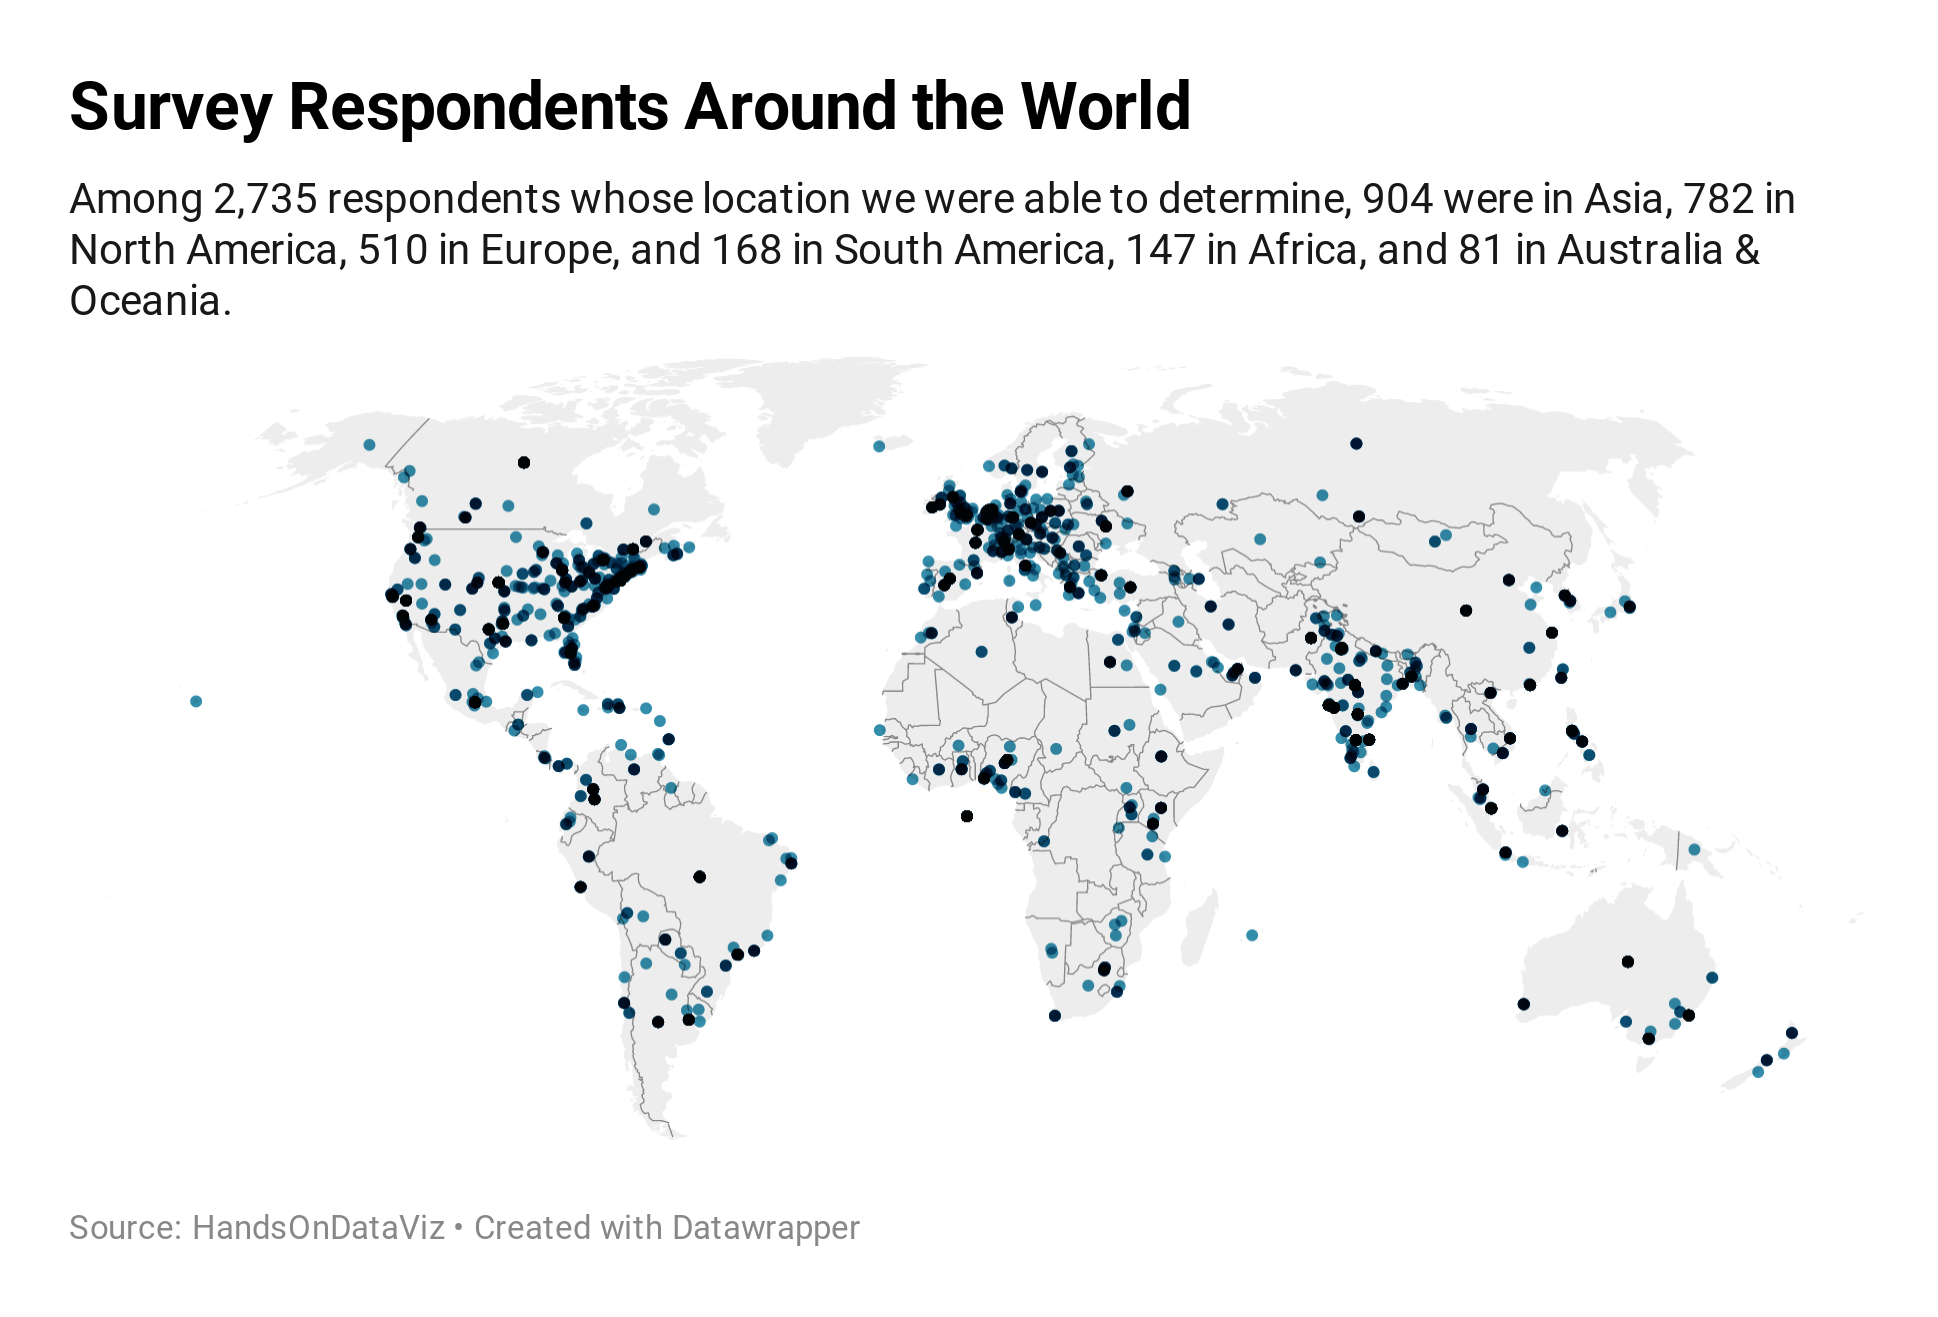 Survey Respondents Around the World
Among 2,735 respondents whose location we were able to determine, 904 were in Asia, 782 in
North America, 510 in Europe, and 168 in South America, 147 in Africa, and 81 in Australia &
Oceania.
Source: HandsOnDataViz • Created with Datawrapper